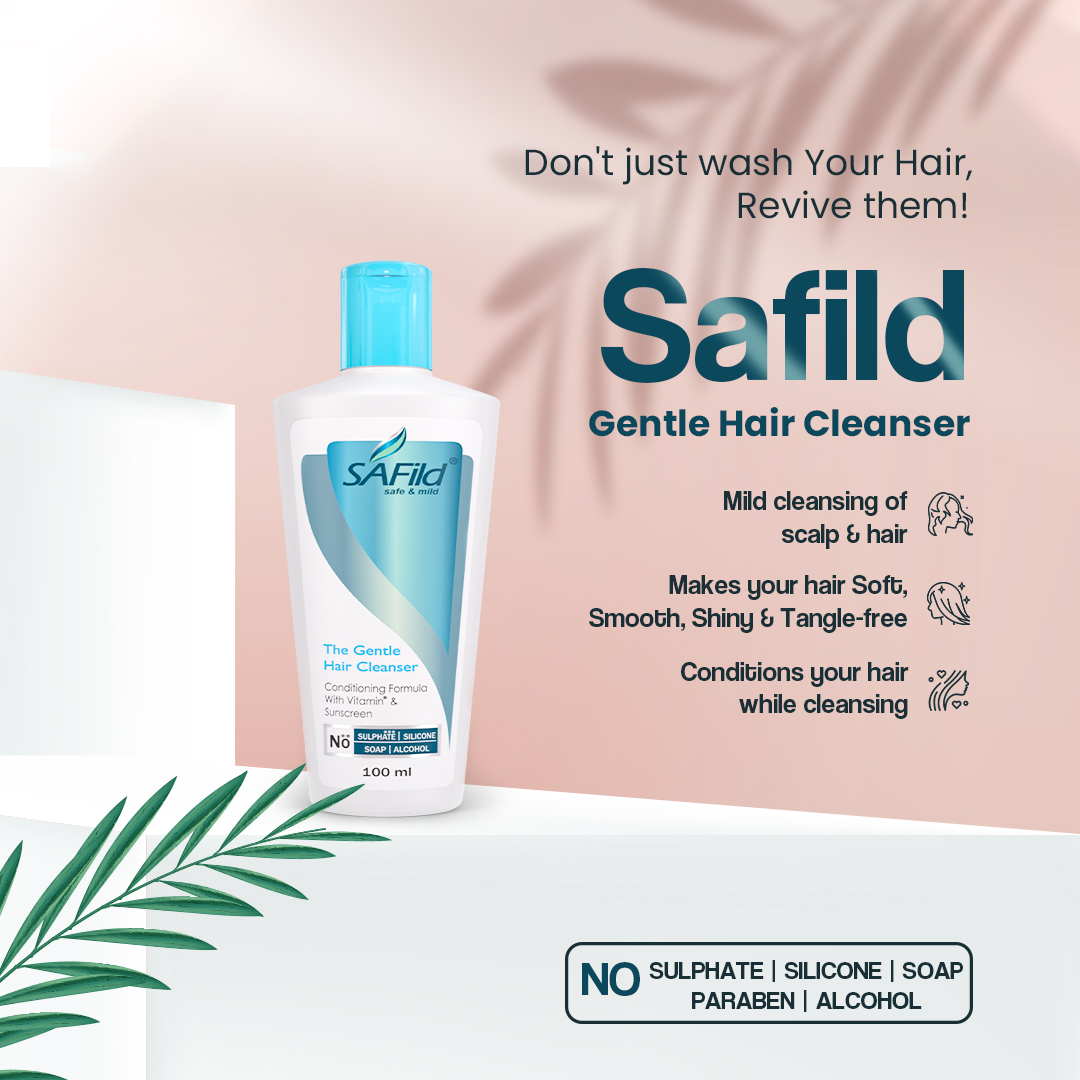 Don't just wash Your Hair,
Revive them!
Safild
Gentle Hair Cleanser
Mild cleansing of
scalp & hair
Makes your hair Soft,
Smooth, Shiny & Tangle-free
Conditions your hair
while cleansing
SAFild®
safe & mild
The Gentle
Hair Cleanser
Conditioning Formula
With Vitamin* &
Sunscreen
No** SULPHATE*** | SILICONE
SOAP | ALCOHOL
100 ml
NO SULPHATE | SILICONE | SOAP
PARABEN | ALCOHOL